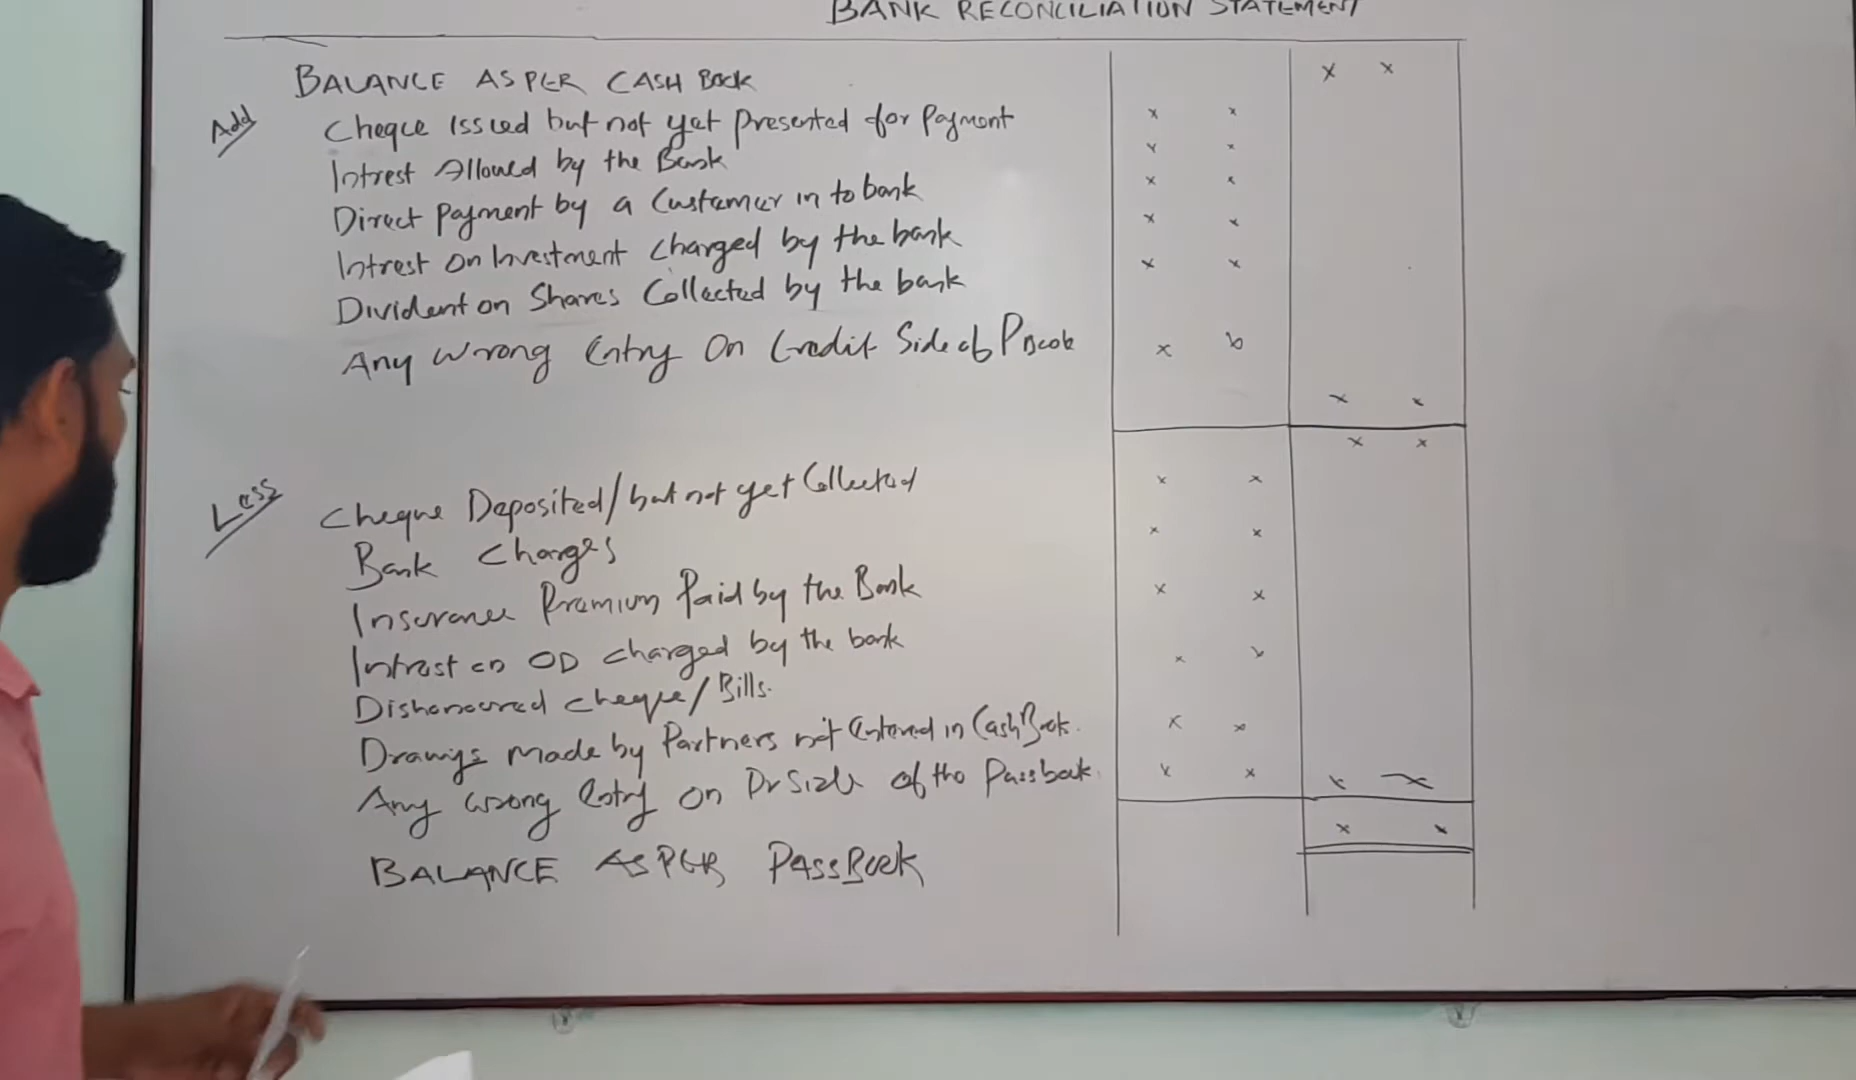 BANK RECONCILIATION STATEMENT
BALANCE AS PER CASH Book x x
Add Cheque Issued but not yet presented for Payment x x
Intrest Allowed by the Bank x x
Direct payment by a Customer in to bank x x
Intrest on Investment charged by the bank x x
Divident on Shares Collected by the bank x x
Any wrong Entry On Credit Side of PBook x x
x x
x x
Less Cheque Deposited/but not yet Collected x x
Bank Charges x x
Insurance Premium Paid by the Bank x x
Intrest on OD charged by the bank x x
Dishonoured cheque/Bills.
Drawings made by Partners not Entered in CashBook. x x
Any wrong Entry on Dr Side of the Passbook. x x x x
BALANCE AS PER PASSBook x x